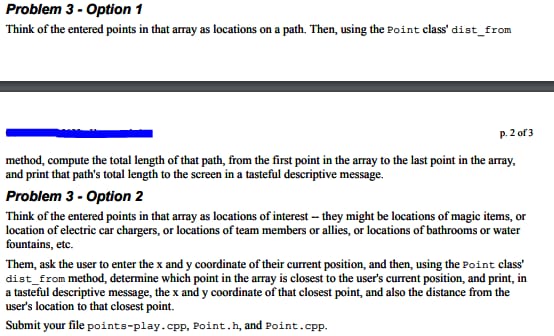 Problem 3 - Option 1
Think of the entered points in that array as locations on a path. Then, using the Point class' dist_from
p. 2 of 3
method, compute the total length of that path, from the first point in the array to the last point in the array,
and print that path's total length to the screen in a tasteful descriptive message.
Problem 3 - Option 2
Think of the entered points in that array as locations of interest -- they might be locations of magic items, or
location of electric car chargers, or locations of team members or allies, or locations of bathrooms or water
fountains, etc.
Them, ask the user to enter the x and y coordinate of their current position, and then, using the Point class'
dist_from method, determine which point in the array is closest to the user's current position, and print, in
a tasteful descriptive message, the x and y coordinate of that closest point, and also the distance from the
user's location to that closest point.
Submit your file points-play.cpp, Point.h, and Point.cpp.